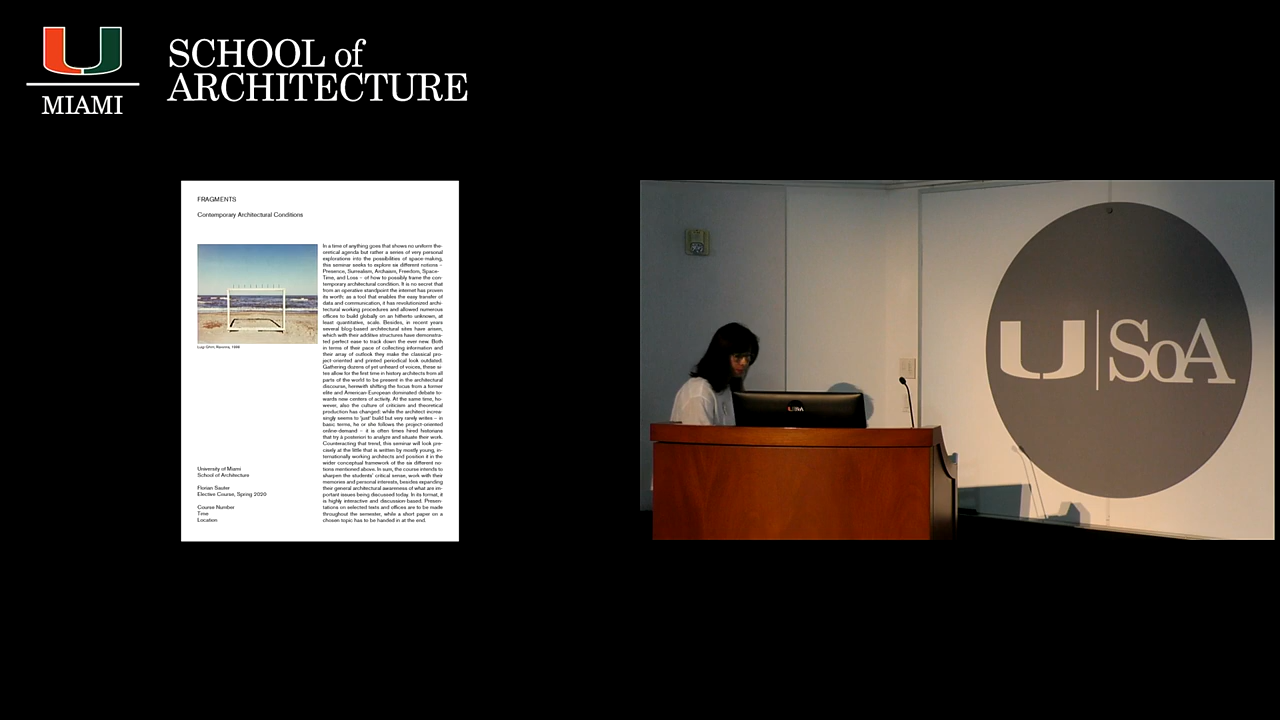 MIAMI
SCHOOL of
ARCHITECTURE
FRAGMENTS
Contemporary Architectural Conditions
Luigi Ghirri, Ravenna, 1986
In a time of anything goes that shows no uniform the-
oretical agenda but rather a series of very personal
explorations into the possibilities of space-making,
this seminar seeks to explore six different notions –
Presence, Surrealism, Archaism, Freedom, Space-
Time, and Loss – of how to possibly frame the con-
temporary architectural condition. It is no secret that
from an operative standpoint the internet has proven
its worth: as a tool that enables the easy transfer of
data and communication, it has revolutionized archi-
tectural working procedures and allowed numerous
offices to build globally on an hitherto unknown, at
least quantitative, scale. Besides, in recent years
several blog-based architectural sites have arisen,
which with their additive structures have demonstra-
ted perfect ease to track down the ever new. Both
in terms of their pace of collecting information and
their array of outlook they make the classical pro-
ject-oriented and printed periodical look outdated.
Gathering dozens of yet unheard of voices, these si-
tes allow for the first time in history architects from all
parts of the world to be present in the architectural
discourse, herewith shifting the focus from a former
elite and American-European dominated debate to-
wards new centers of activity. At the same time, ho-
wever, also the culture of criticism and theoretical
production has changed: while the architect increa-
singly seems to 'just' build but very rarely writes – in
basic terms, he or she follows the project-oriented
online-demand – it is often times hired historians
that try a posteriori to analyze and situate their work.
Counteracting that trend, this seminar will look pre-
cisely at the little that is written by mostly young, in-
ternationally working architects and position it in the
wider conceptual framework of the six different no-
tions mentioned above. In sum, the course intends to
sharpen the students' critical sense, work with their
memories and personal interests, besides expanding
their general architectural awareness of what are im-
portant issues being discussed today. In its format, it
is highly interactive and discussion based. Presen-
tations on selected texts and offices are to be made
throughout the semester, while a short paper on a
chosen topic has to be handed in at the end.
University of Miami
School of Architecture
Florian Sauter
Elective Course, Spring 2020
Course Number
Time
Location
U | SoA
U SoA